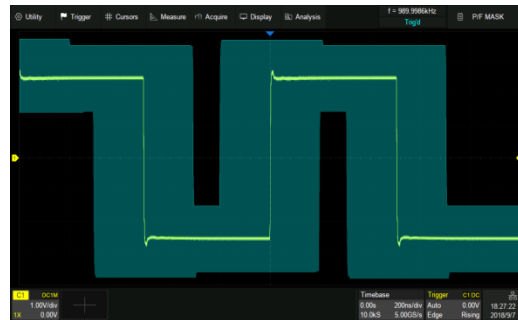 Utility Trigger Cursors Measure Acquire Display Analysis f = 989.9986kHz Trig'd P/F MASK
C1 DC1M
1.00V/div
1X 0.00V
Timebase
0.00s 200ns/div
10.0kS 5.00GS/s
Trigger C1 DC
Auto 0.00V
Edge Rising
18:27:22
2018/9/7